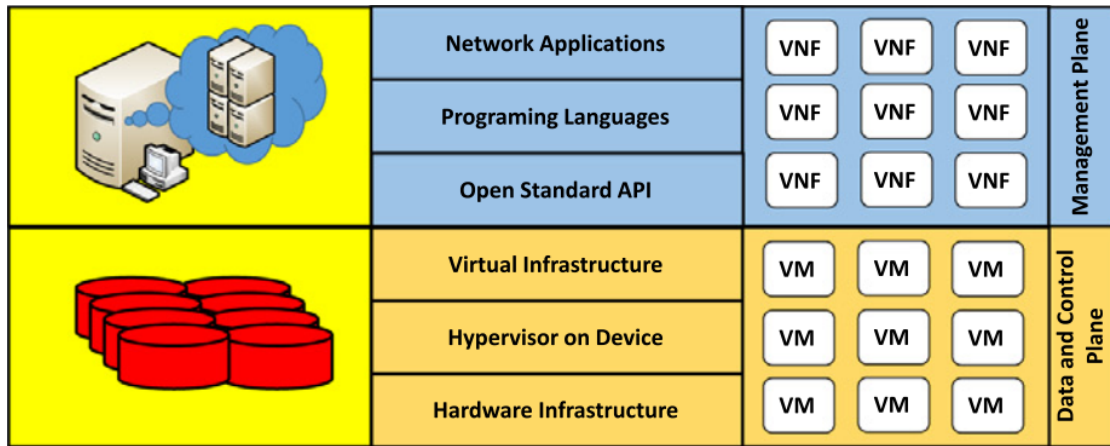 Network Applications
VNF VNF VNF
Programing Languages
VNF VNF VNF
Open Standard API
VNF VNF VNF
Management Plane
Virtual Infrastructure
VM VM VM
Hypervisor on Device
VM VM VM
Hardware Infrastructure
VM VM VM
Data and Control
Plane